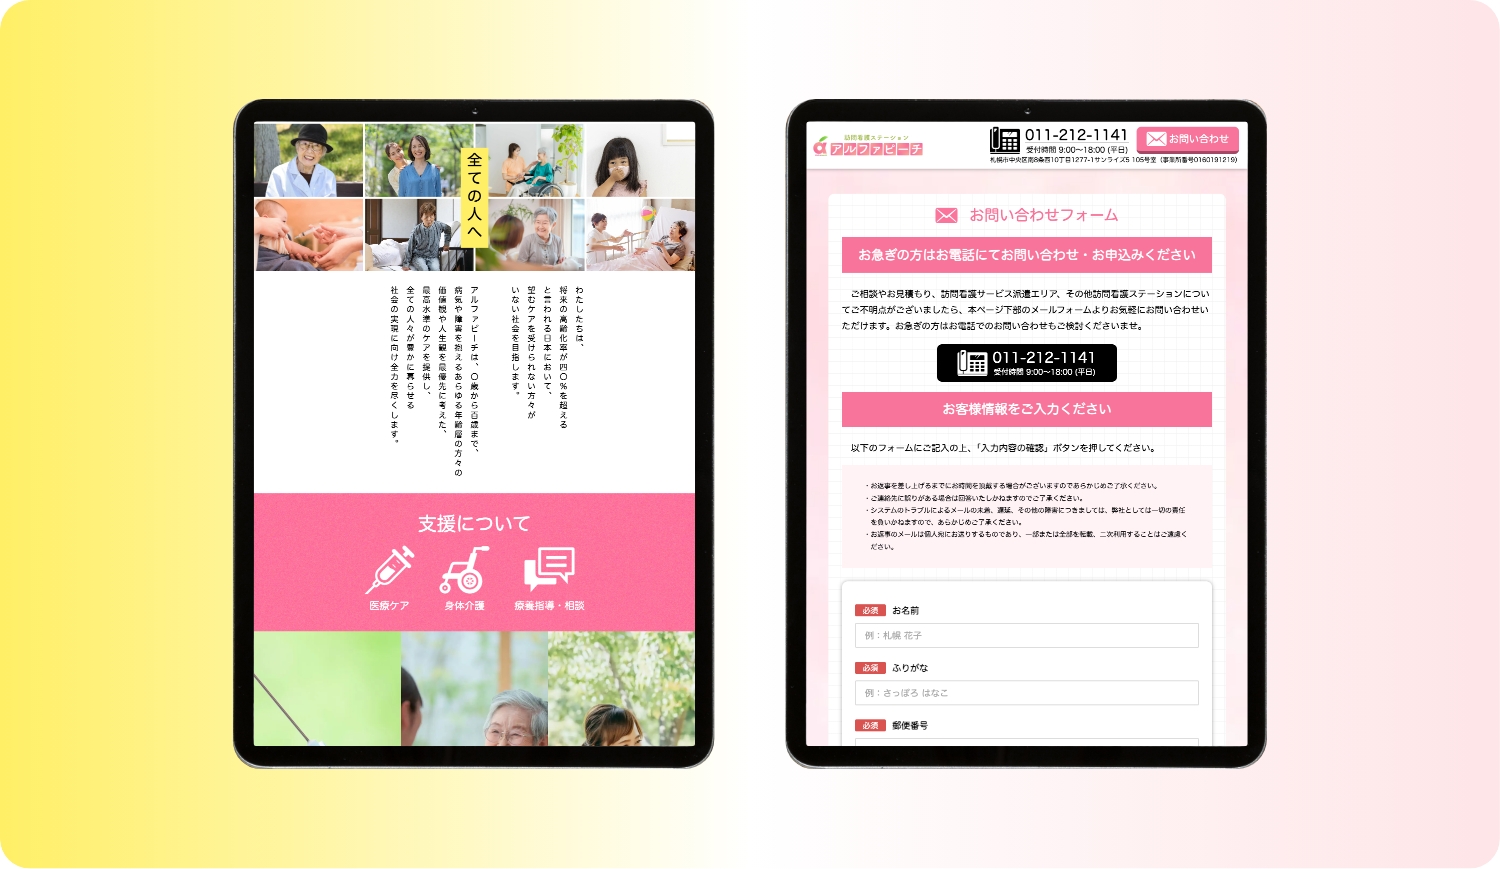 全ての人へ
わたしたちは、
将来の高齢化率が四〇％を超える
と言われる日本において、
望むケアを受けられない方々が
いない社会を目指します。
アルファピーチは、〇歳から百歳まで、
病気や障害を抱えるあらゆる年齢層の方々の
価値観や人生観を最優先に考えた、
最高水準のケアを提供し、
全ての人々が豊かに暮らせる
社会の実現に向け全力を尽くします。
支援について
医療ケア
身体介護
療養指導・相談
訪問看護ステーション
アルファピーチ
011-212-1141
受付時間 9:00〜18:00 (平日)
お問い合わせ
札幌市中央区南8条西10丁目1277-1サンライズ5 105号室（事業所番号0160191219）
お問い合わせフォーム
お急ぎの方はお電話にてお問い合わせ・お申込みください
ご相談やお見積もり、訪問看護サービス派遣エリア、その他訪問看護ステーションについ
てご不明点がございましたら、本ページ下部のメールフォームよりお気軽にお問い合わせい
ただけます。お急ぎの方はお電話でのお問い合わせもご検討くださいませ。
011-212-1141
受付時間 9:00〜18:00 (平日)
お客様情報をご入力ください
以下のフォームにご記入の上、「入力内容の確認」ボタンを押してください。
・お返事を差し上げるまでにお時間を頂戴する場合がございますのであらかじめご了承ください。
・ご連絡先に誤りがある場合は回答いたしかねますのでご了承ください。
・システムのトラブルによるメールの未着、遅延、その他の障害につきましては、弊社としては一切の責任
を負いかねますので、あらかじめご了承ください。
・お返事のメールは個人宛にお送りするものであり、一部または全部を転載、二次利用することはご遠慮く
ださい。
必須 お名前
例：札幌 花子
必須 ふりがな
例：さっぽろ はなこ
必須 郵便番号